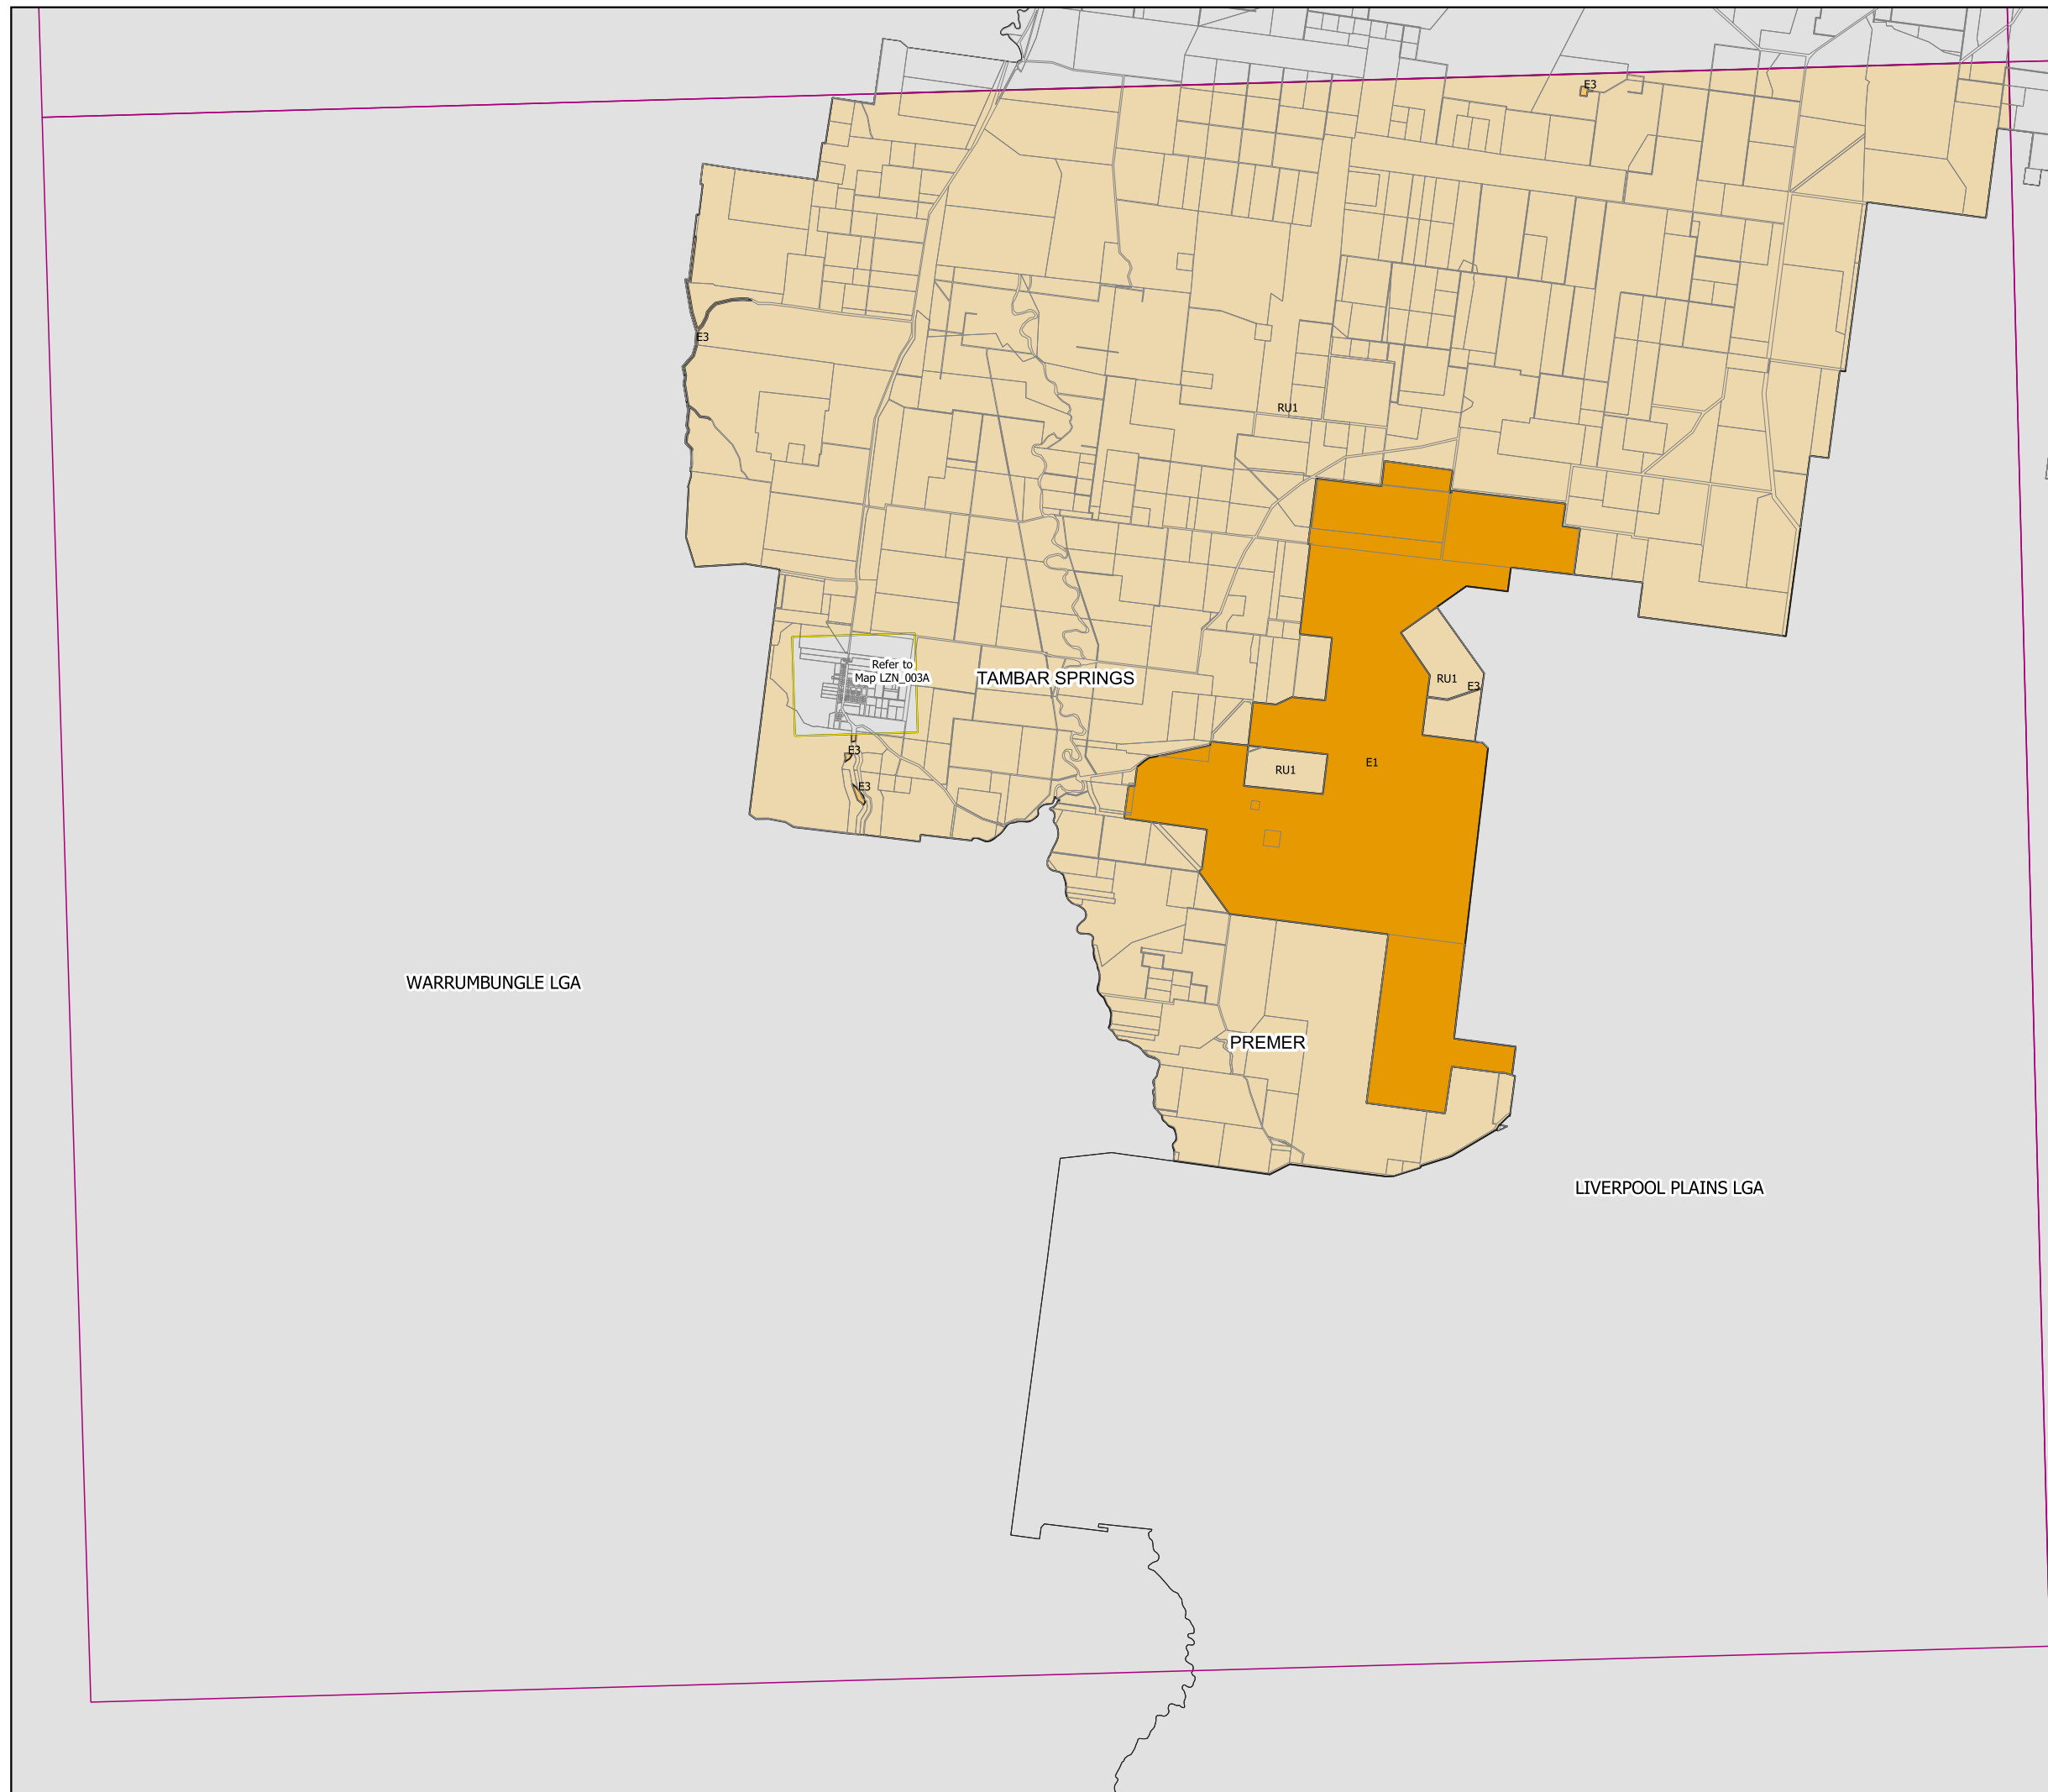 E3
E3
RU1
Refer to
Map LZN_003A
TAMBAR SPRINGS
RU1
E3
E3
E1
RU1
E3
WARRUMBUNGLE LGA
PREMER
LIVERPOOL PLAINS LGA